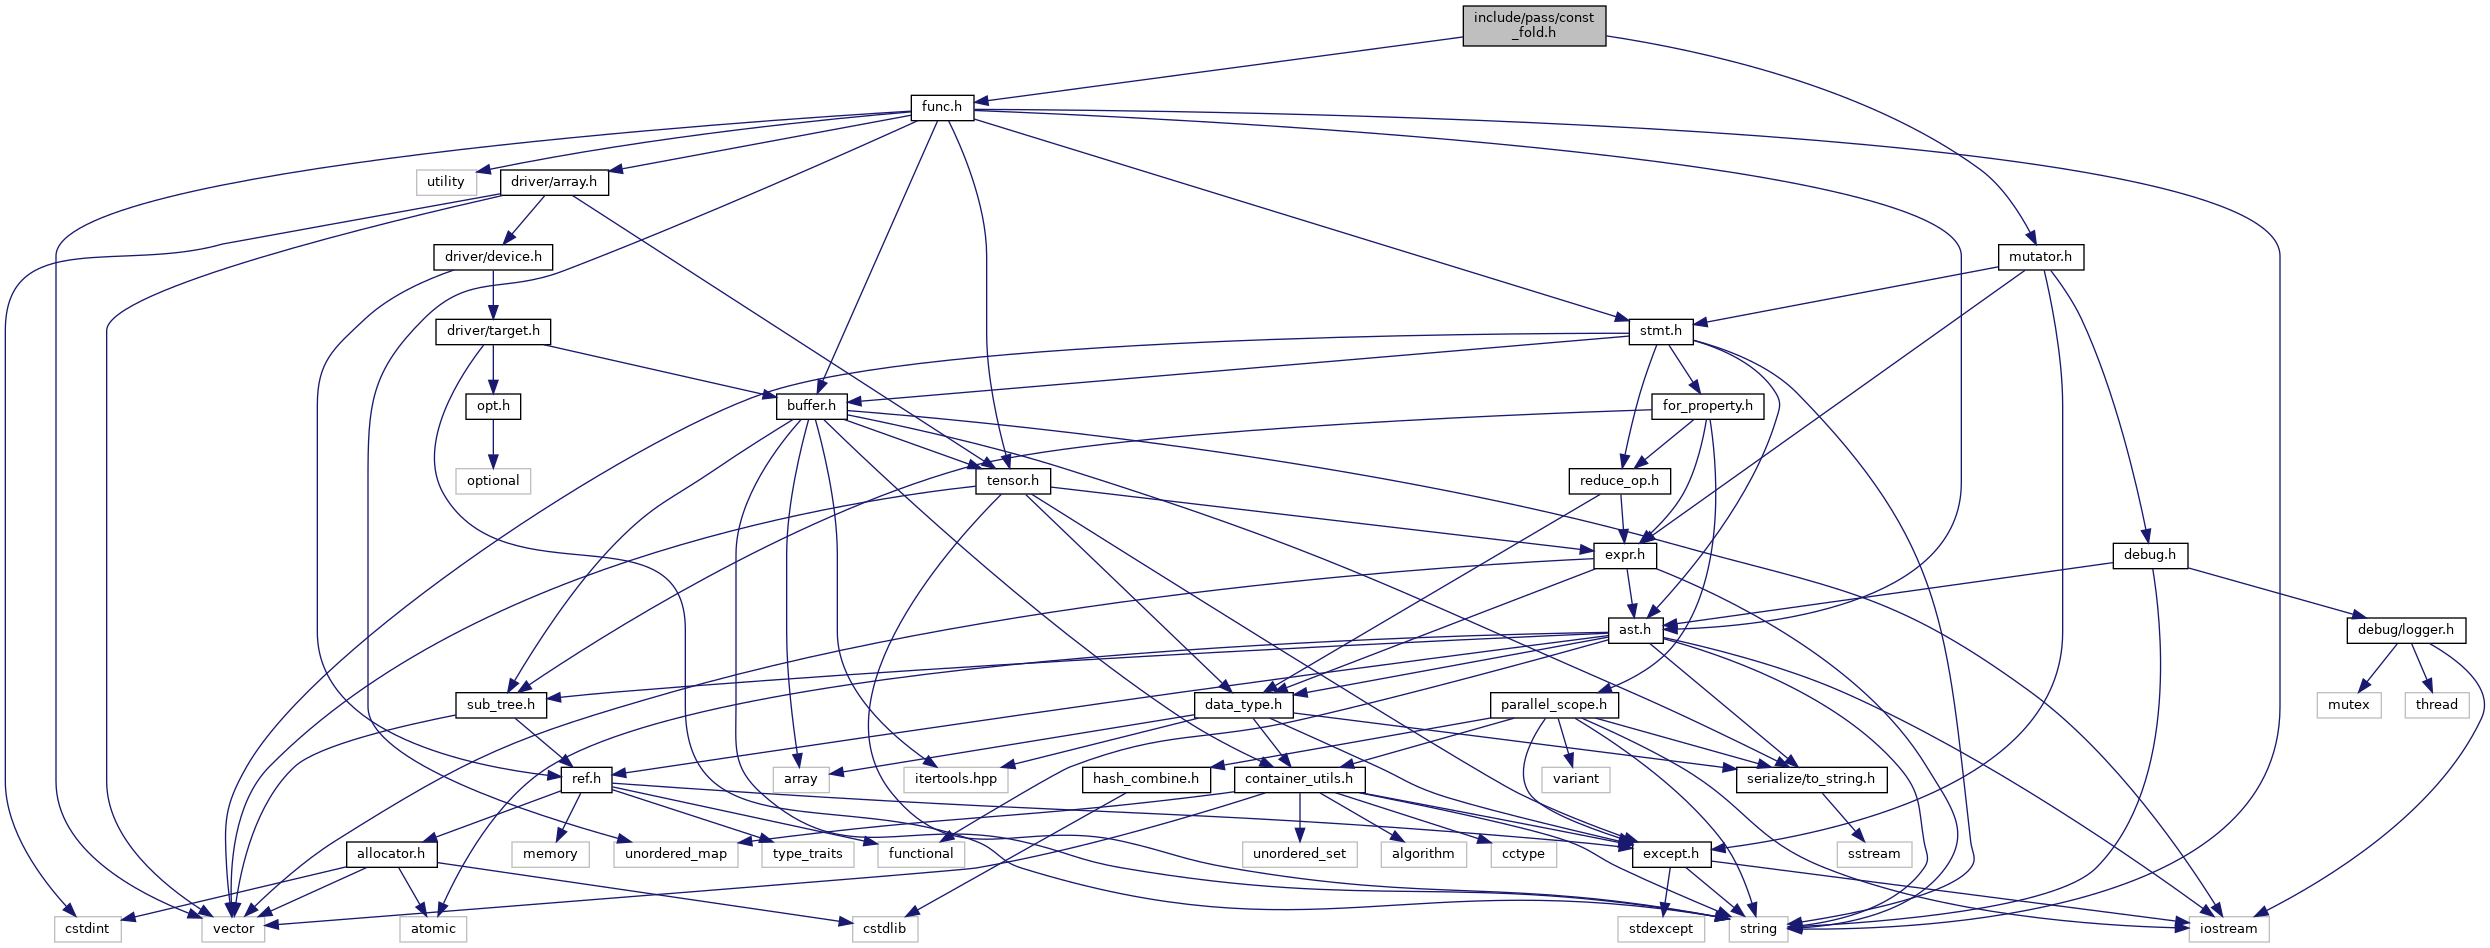 include/pass/const
_fold.h
func.h
utility
driver/array.h
driver/device.h
mutator.h
driver/target.h
stmt.h
opt.h
buffer.h
for_property.h
optional
tensor.h
reduce_op.h
expr.h
debug.h
ast.h
debug/logger.h
sub_tree.h
data_type.h
parallel_scope.h
mutex
thread
ref.h
array
itertools.hpp
hash_combine.h
container_utils.h
variant
serialize/to_string.h
allocator.h
memory
unordered_map
type_traits
functional
unordered_set
algorithm
cctype
except.h
sstream
cstdint
vector
atomic
cstdlib
stdexcept
string
iostream